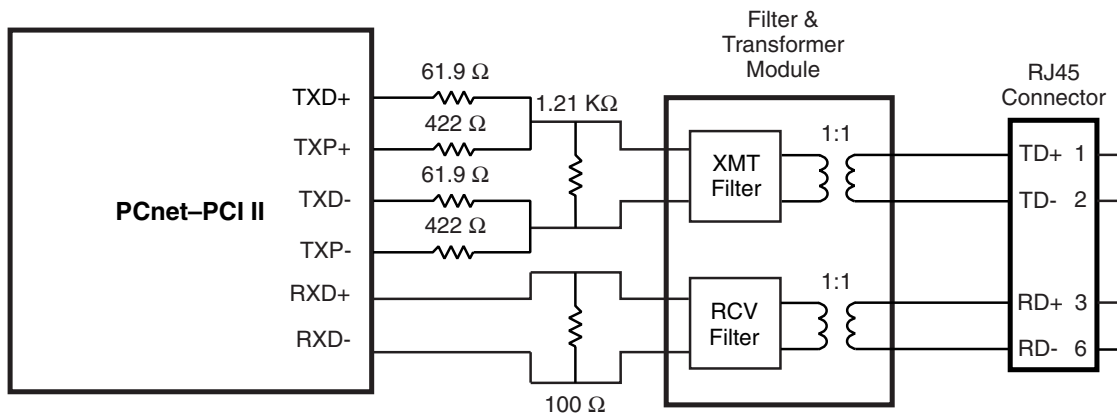 Filter &
Transformer
Module
RJ45
Connector
61.9 Ω
1.21 KΩ
TXD+
422 Ω
1:1
TXP+
XMT
Filter
TD+ 1
61.9 Ω
PCnet–PCI II
TXD-
TD- 2
422 Ω
TXP-
RXD+
1:1
RCV
Filter
RD+ 3
RXD-
RD- 6
100 Ω